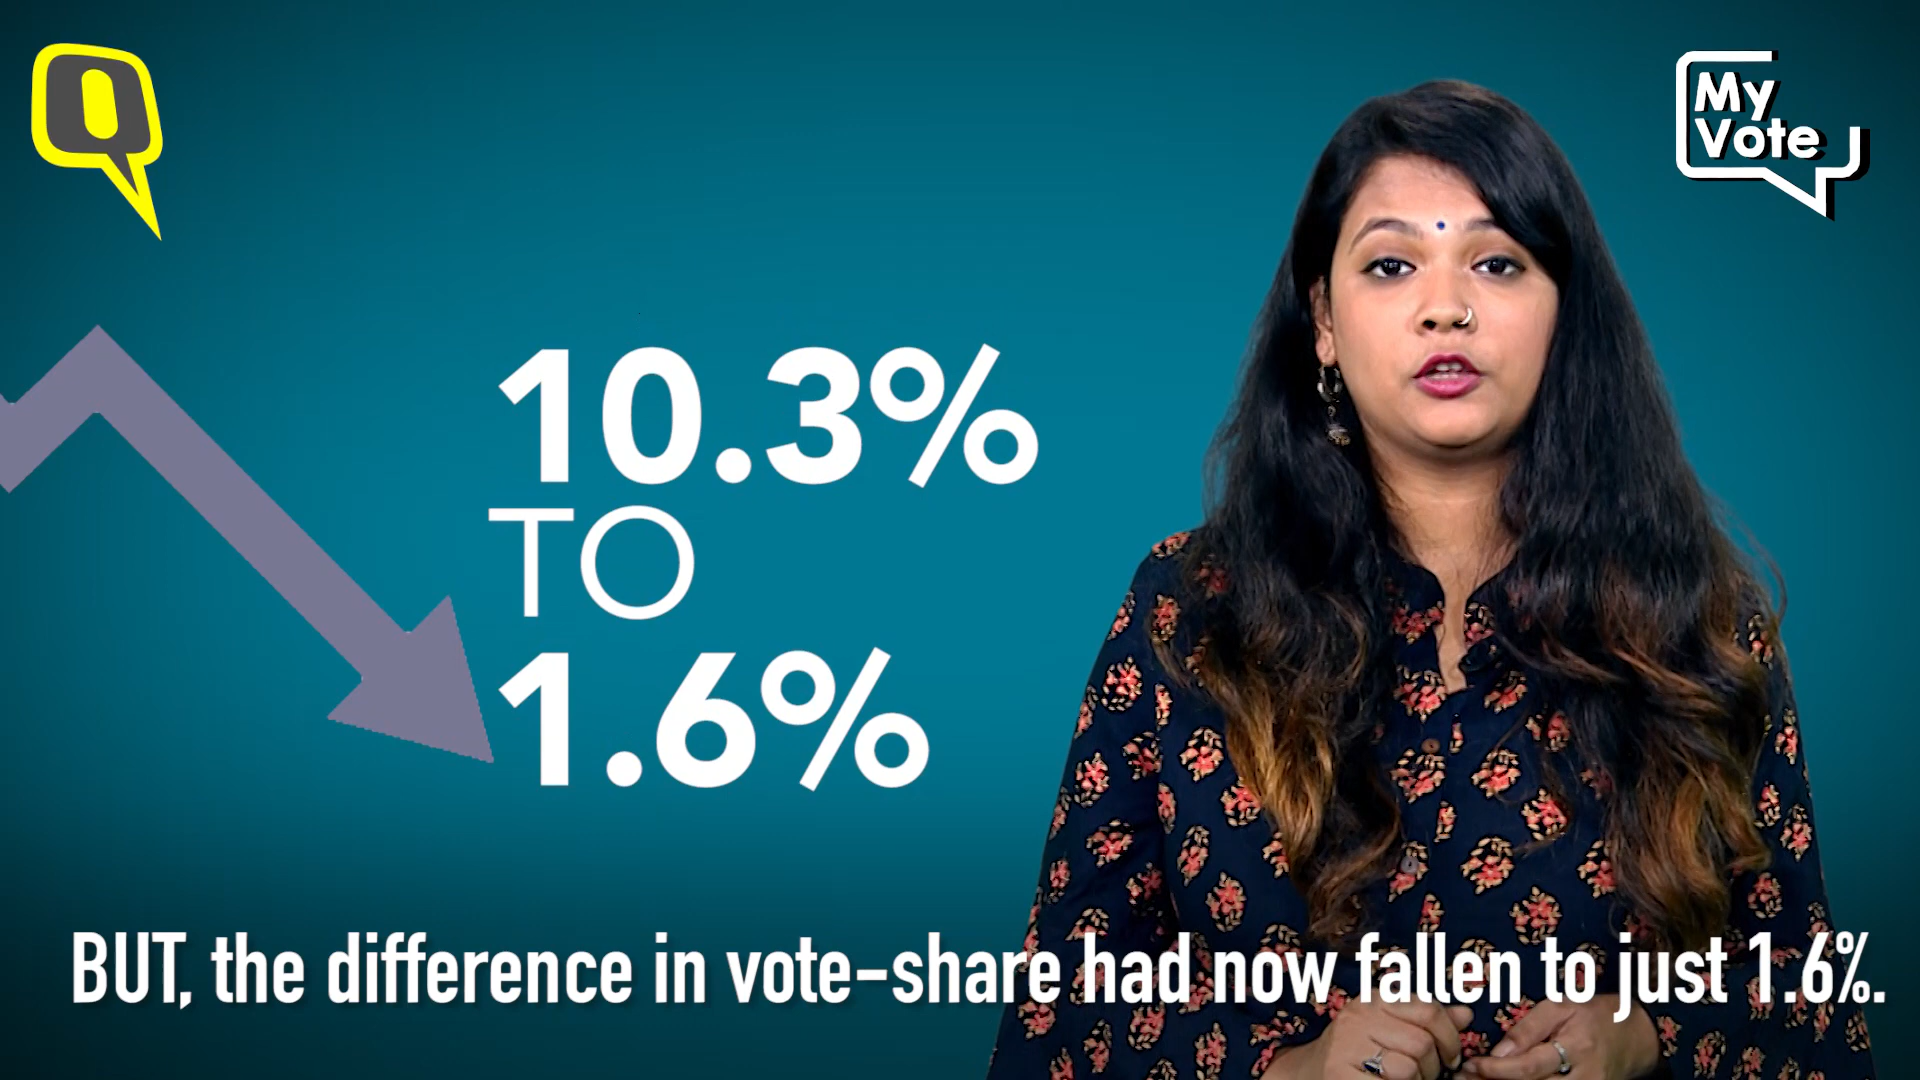 Q
My
Vote
10.3%
TO
1.6%
BUT, the difference in vote-share had now fallen to just 1.6%.